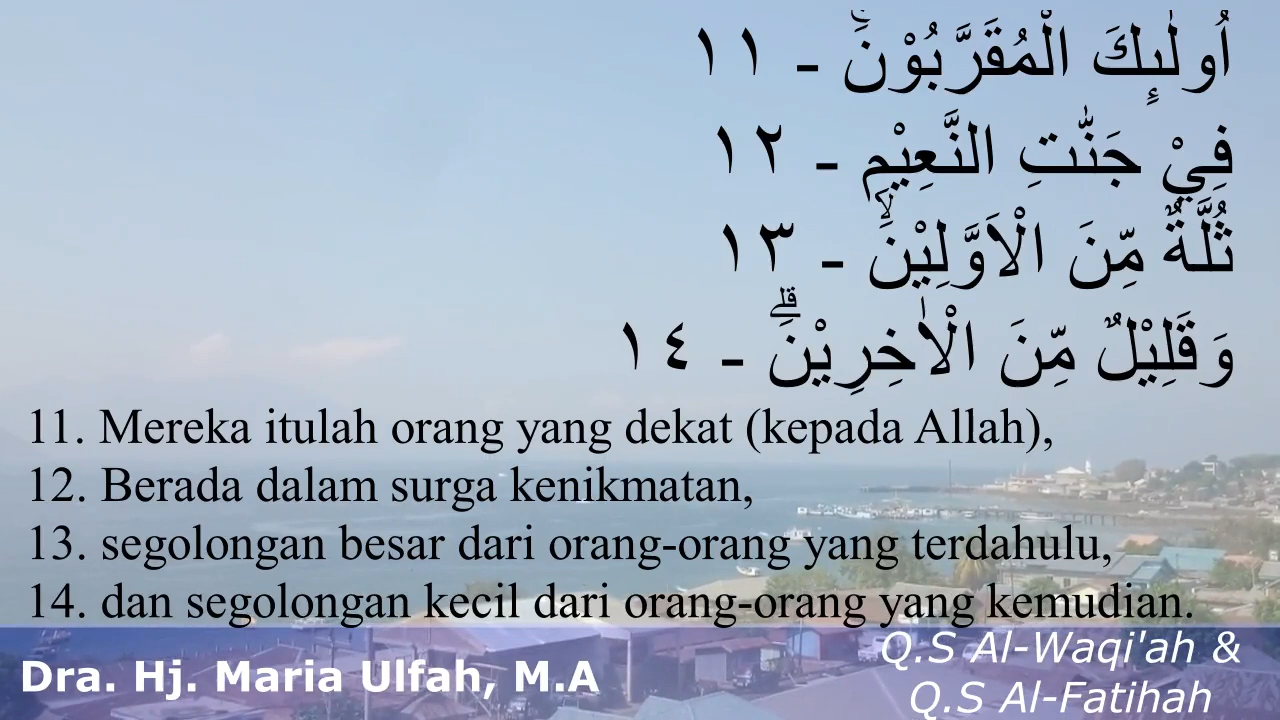 اُولٰۤىِٕكَ الْمُقَرَّبُوْنَۚ - ١١
فِيْ جَنّٰتِ النَّعِيْمِ - ١٢
ثُلَّةٌ مِّنَ الْاَوَّلِيْنَۙ - ١٣
وَقَلِيْلٌ مِّنَ الْاٰخِرِيْنَۗ - ١٤
11. Mereka itulah orang yang dekat (kepada Allah),
12. Berada dalam surga kenikmatan,
13. segolongan besar dari orang-orang yang terdahulu,
14. dan segolongan kecil dari orang-orang yang kemudian.
Dra. Hj. Maria Ulfah, M.A
Q.S Al-Waqi'ah &
Q.S Al-Fatihah